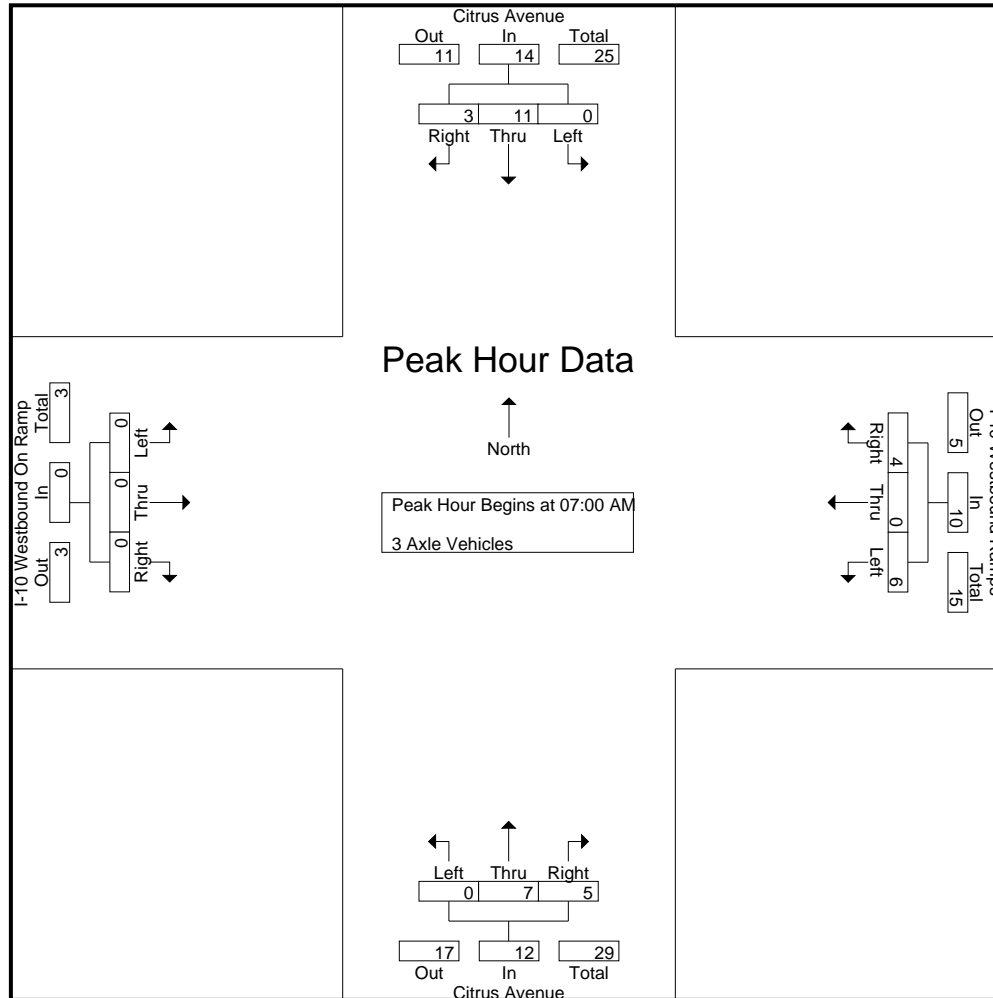 Citrus Avenue
Out In Total
11 14 25
3 11 0
Right Thru Left
Peak Hour Data
North
Peak Hour Begins at 07:00 AM
3 Axle Vehicles
I-10 Westbound On Ramp
Total In Out
3 0 3
0 0 0
Left Thru Right
Right Thru Left
4 0 6
5 10 15
Out In Total
Westbound Ramps
Left Thru Right
0 7 5
17 12 29
Out In Total
Citrus Avenue